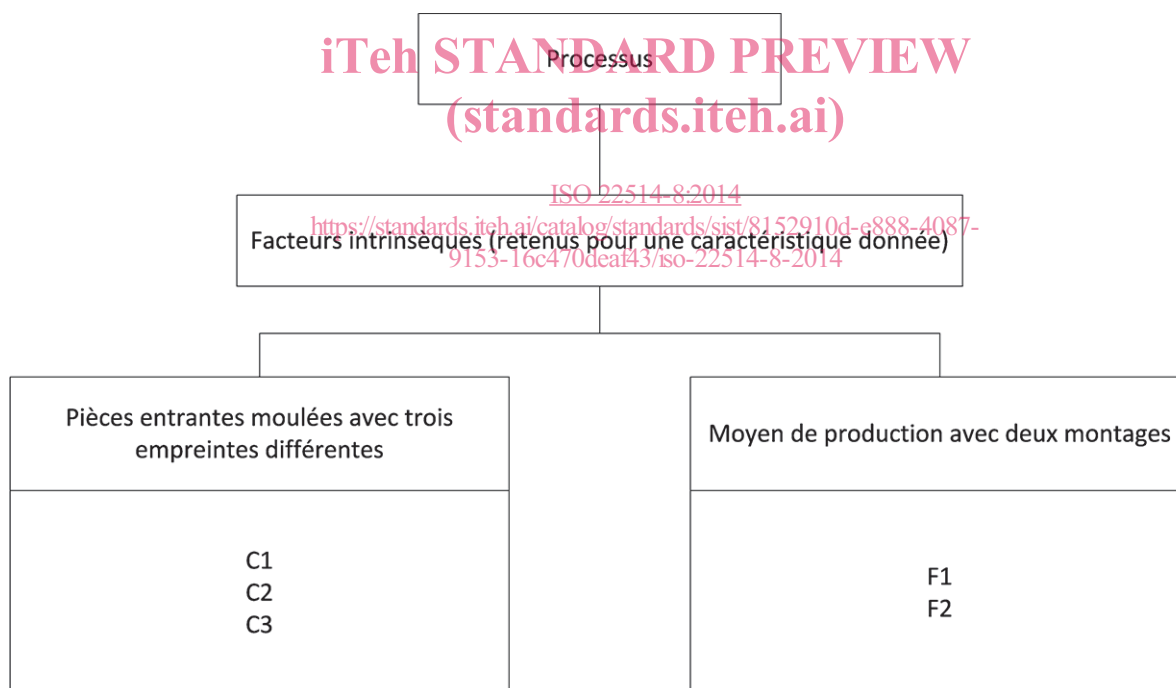 iTeh STANDARD PREVIEW
Processus
(standards.iteh.ai)
ISO 22514-8:2014
https://standards.iteh.ai/catalog/standards/sist/8152910d-e888-4087-
Facteurs intrinsèques (retenus pour une caractéristique donnée)
9153-16c470deaf43/iso-22514-8-2014
Pièces entrantes moulées avec trois
empreintes différentes
Moyen de production avec deux montages
C1
C2
C3
F1
F2